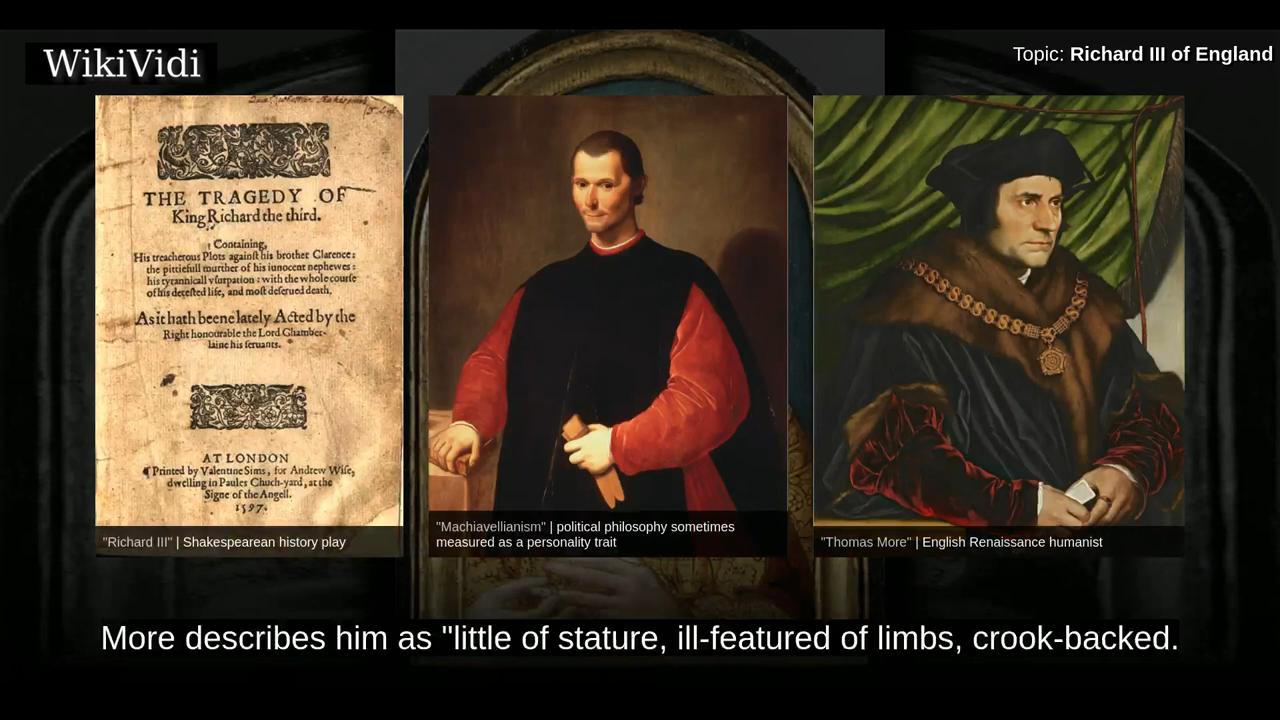 WikiVidi
Topic: Richard III of England
THE TRAGEDY OF
King Richard the third.
Containing,
His treacherous Plots againſt his brother Clarence:
the pittiefull murther of his iunocent nephewes:
his tyrannicall vſurpation: with the whole courſe
of his deteſted life, and moſt deſerued death.
As it hath beene lately Acted by the
Right honourable the Lord Chamber-
laine his ſeruants.
AT LONDON
Printed by Valentine Sims, for Andrew Wiſe,
dwelling in Paules Chuch-yard, at the
Signe of the Angell.
1597.
"Richard III" | Shakespearean history play
"Machiavellianism" | political philosophy sometimes
measured as a personality trait
"Thomas More" | English Renaissance humanist
More describes him as "little of stature, ill-featured of limbs, crook-backed.